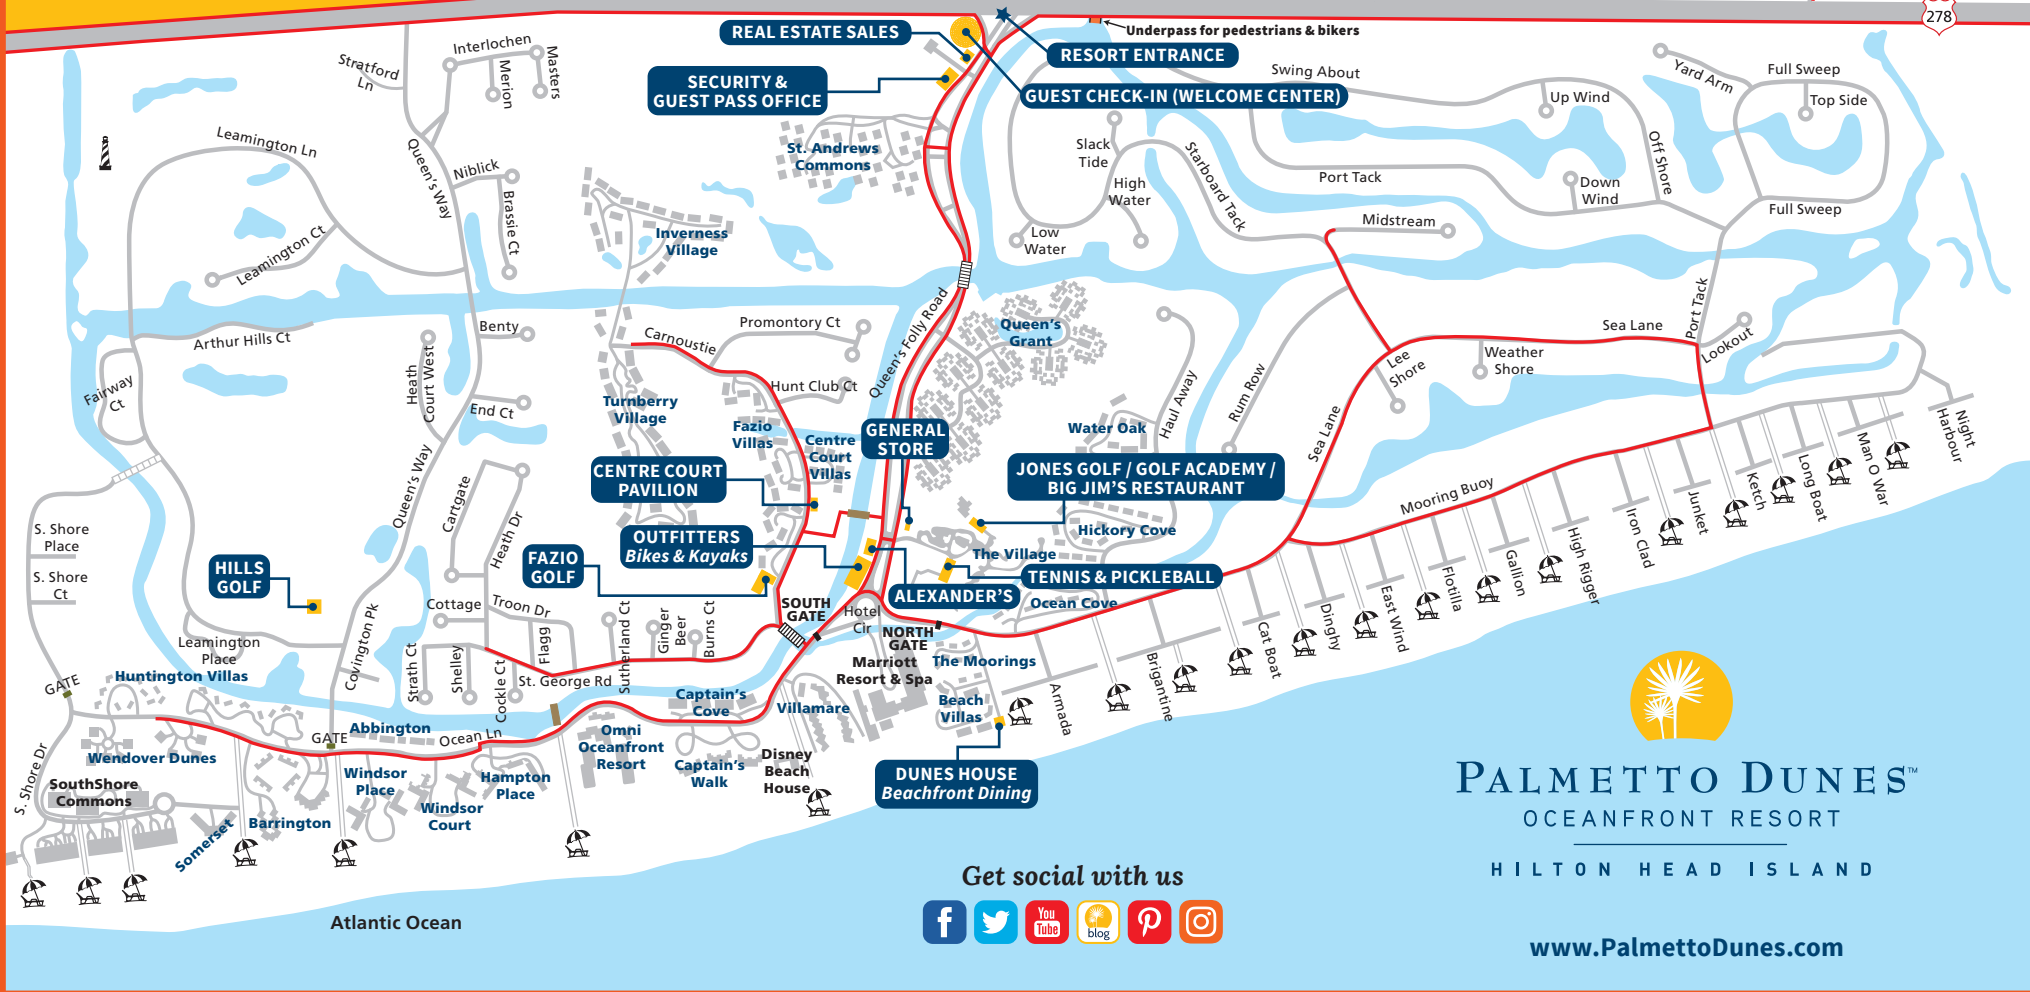 278
REAL ESTATE SALES
Underpass for pedestrians & bikers
RESORT ENTRANCE
SECURITY &
GUEST PASS OFFICE
GUEST CHECK-IN (WELCOME CENTER)
Stratford
Ln
Interlochen
Merion
Masters
Swing About
Yard Arm
Full Sweep
Top Side
Up Wind
Leamington Ln
Queen's Way
Niblick
Brassie Ct
St. Andrews
Commons
Slack
Tide
High
Water
Starboard Tack
Port Tack
Off Shore
Down
Wind
Full Sweep
Leamington Ct
Inverness
Village
Low
Water
Midstream
Arthur Hills Ct
Benty
Carnoustie
Promontory Ct
Queen's Folly Road
Queen's
Grant
Sea Lane
Port Tack
Lookout
Fairway
Ct
Heath
Court West
End Ct
Hunt Club Ct
Turnberry
Village
Fazio
Villas
Centre
Court
Villas
GENERAL
STORE
Water Oak
Haul Away
Rum Row
Lee
Shore
Weather
Shore
Sea Lane
Night
Harbour
Man O War
Long Boat
Ketch
Junket
Iron Clad
High Rigger
Gallion
Flotilla
East Wind
Dinghy
Cat Boat
Brigantine
Armada
Mooring Buoy
Queen's Way
Cartgate
Heath Dr
CENTRE COURT
PAVILION
JONES GOLF / GOLF ACADEMY /
BIG JIM'S RESTAURANT
OUTFITTERS
Bikes & Kayaks
Hickory Cove
The Village
S. Shore
Place
S. Shore
Ct
HILLS
GOLF
FAZIO
GOLF
TENNIS & PICKLEBALL
ALEXANDER'S
Ocean Cove
Cottage
Troon Dr
Flagg
Sutherland Ct
Ginger
Beer
Burns Ct
SOUTH
GATE
Hotel
Cir
NORTH
GATE
Leamington
Place
Covington Pk
Strath Ct
Shelley
Cockle Ct
St. George Rd
Marriott
Resort & Spa
The Moorings
GATE
Huntington Villas
Captain's
Cove
Villamare
Beach
Villas
Abbington
GATE
Ocean Ln
Omni
Oceanfront
Resort
Wendover Dunes
S. Shore Dr
SouthShore
Commons
Windsor
Place
Hampton
Place
Captain's
Walk
Disney
Beach
House
DUNES HOUSE
Beachfront Dining
Windsor
Court
Barrington
Somerset
PALMETTO DUNES™
OCEANFRONT RESORT
HILTON HEAD ISLAND
Get social with us
f
You
Tube
blog
Atlantic Ocean
www.PalmettoDunes.com